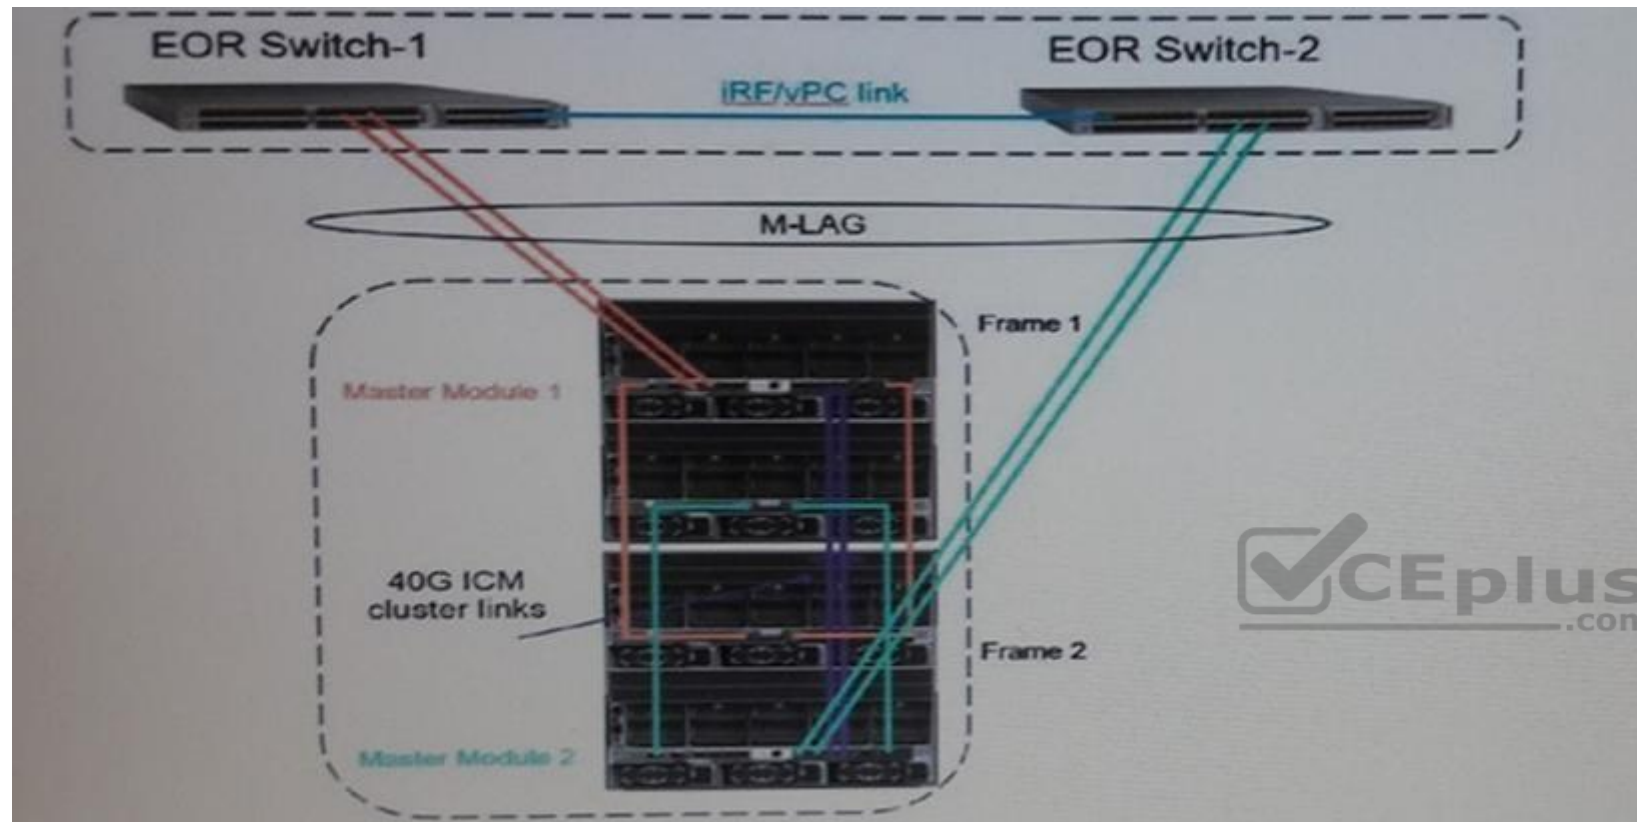 EOR Switch-1
EOR Switch-2
iRF/vPC link
M-LAG
Frame 1
Master Module 1
40G ICM
cluster links
Frame 2
Master Module 2
CEplus
.com